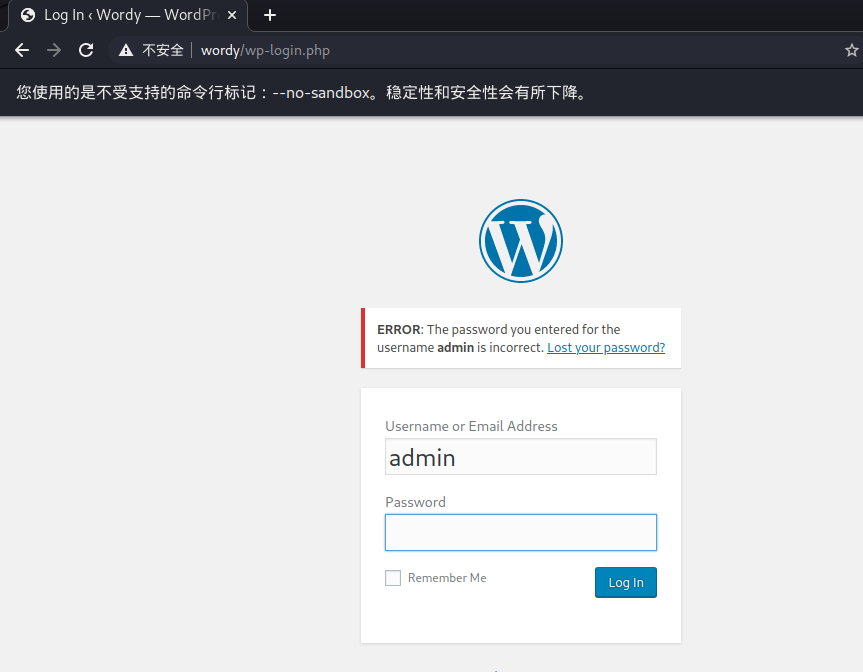 Log In ‹ Wordy — WordPr
不安全 wordy/wp-login.php
您使用的是不受支持的命令行标记：--no-sandbox。稳定性和安全性会有所下降。
ERROR: The password you entered for the
username admin is incorrect. Lost your password?
Username or Email Address
admin
Password
Remember Me
Log In